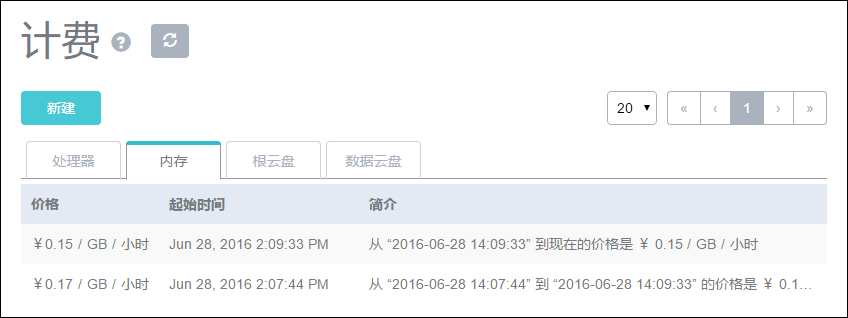 计费 ?
新建 20 « ‹ 1 › »
处理器 内存 根云盘 数据云盘
价格 起始时间 简介
￥0.15 / GB / 小时 Jun 28, 2016 2:09:33 PM 从 “2016-06-28 14:09:33” 到现在的价格是 ￥ 0.15 / GB / 小时
￥0.17 / GB / 小时 Jun 28, 2016 2:07:44 PM 从 “2016-06-28 14:07:44” 到 “2016-06-28 14:09:33” 的价格是 ￥ 0.1...